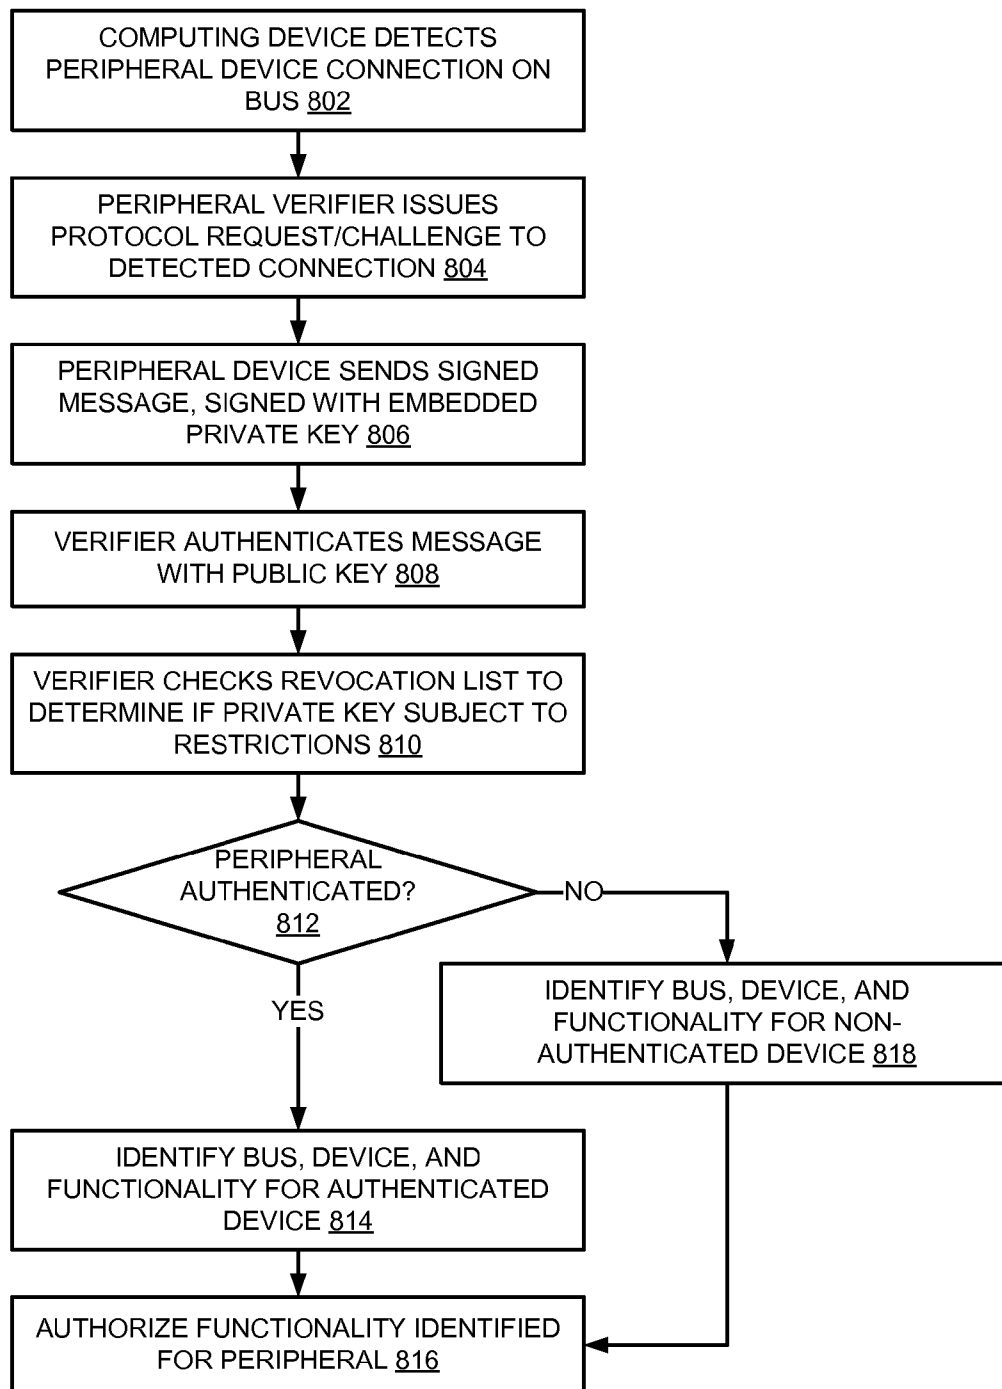 COMPUTING DEVICE DETECTS
PERIPHERAL DEVICE CONNECTION ON
BUS 802
PERIPHERAL VERIFIER ISSUES
PROTOCOL REQUEST/CHALLENGE TO
DETECTED CONNECTION 804
PERIPHERAL DEVICE SENDS SIGNED
MESSAGE, SIGNED WITH EMBEDDED
PRIVATE KEY 806
VERIFIER AUTHENTICATES MESSAGE
WITH PUBLIC KEY 808
VERIFIER CHECKS REVOCATION LIST TO
DETERMINE IF PRIVATE KEY SUBJECT TO
RESTRICTIONS 810
PERIPHERAL
AUTHENTICATED?
812
NO
YES
IDENTIFY BUS, DEVICE, AND
FUNCTIONALITY FOR NON-
AUTHENTICATED DEVICE 818
IDENTIFY BUS, DEVICE, AND
FUNCTIONALITY FOR AUTHENTICATED
DEVICE 814
AUTHORIZE FUNCTIONALITY IDENTIFIED
FOR PERIPHERAL 816